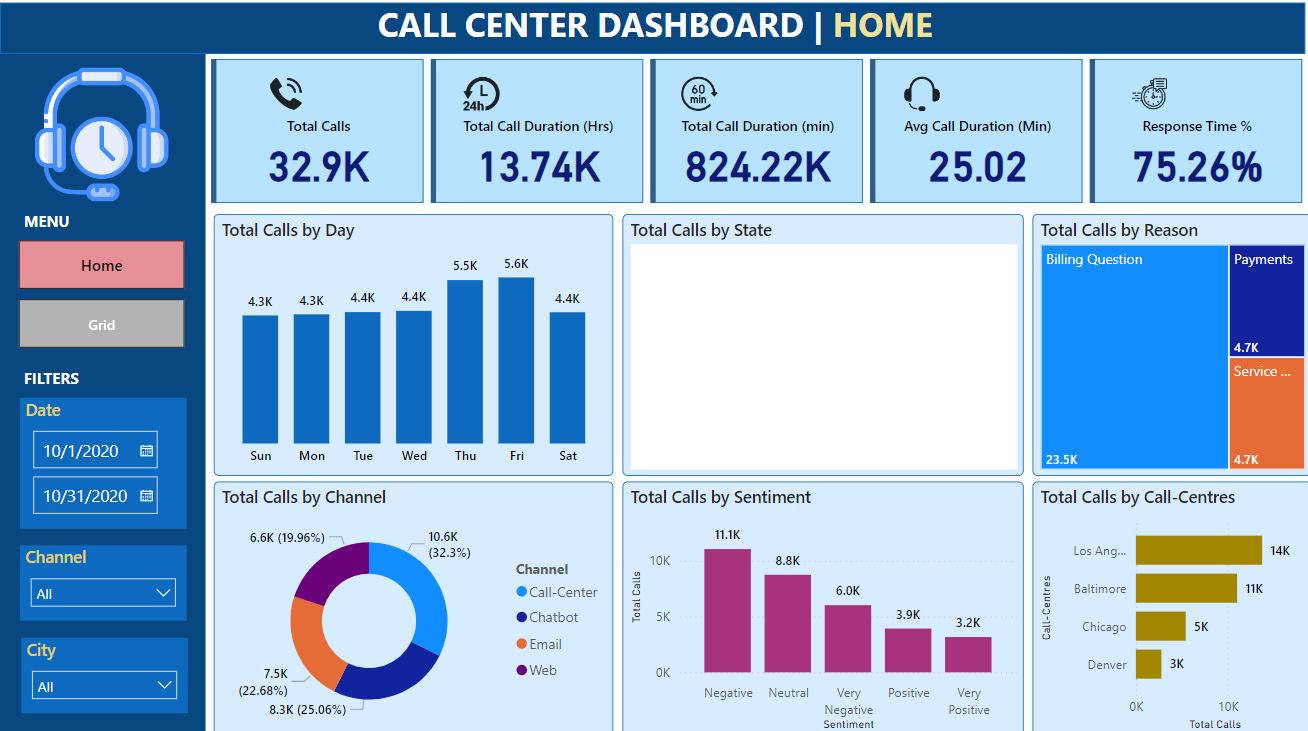 CALL CENTER DASHBOARD | HOME
MENU
Home
Grid
FILTERS
Date
10/1/2020
10/31/2020
Channel
All
City
All
Total Calls
32.9K
24h
Total Call Duration (Hrs)
13.74K
60
min
Total Call Duration (min)
824.22K
Avg Call Duration (Min)
25.02
Response Time %
75.26%
Total Calls by Day
4.3K
4.3K
4.4K
4.4K
5.5K
5.6K
4.4K
Sun
Mon
Tue
Wed
Thu
Fri
Sat
Total Calls by State
Total Calls by Reason
Billing Question
23.5K
Payments
4.7K
Service ...
4.7K
Total Calls by Channel
6.6K (19.96%)
10.6K
(32.3%)
7.5K
(22.68%)
8.3K (25.06%)
Channel
Call-Center
Chatbot
Email
Web
Total Calls by Sentiment
Total Calls
10K
5K
0K
11.1K
8.8K
6.0K
3.9K
3.2K
Negative
Neutral
Very
Negative
Positive
Very
Positive
Sentiment
Total Calls by Call-Centres
Call-Centres
Los Ang...
14K
Baltimore
11K
Chicago
5K
Denver
3K
0K
10K
Total Calls